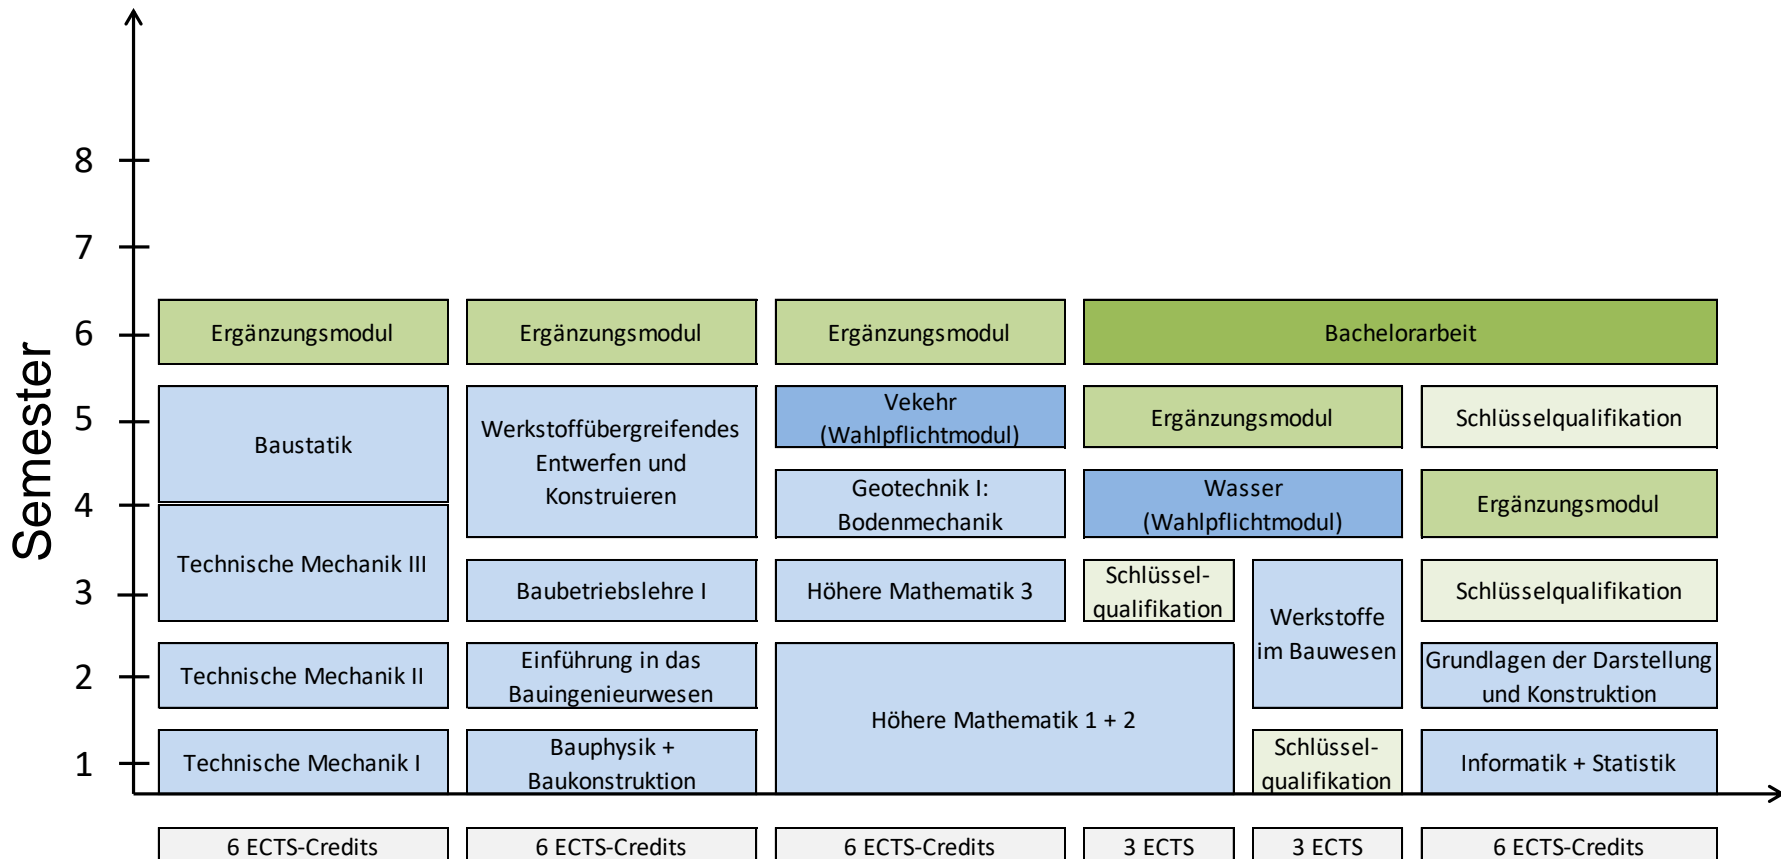 Semester
8
7
6
Ergänzungsmodul
Ergänzungsmodul
Ergänzungsmodul
Bachelorarbeit
5
Baustatik
Werkstoffübergreifendes
Entwerfen und
Konstruieren
Vekehr
(Wahlpflichtmodul)
Ergänzungsmodul
Schlüsselqualifikation
4
Geotechnik I:
Bodenmechanik
Wasser
(Wahlpflichtmodul)
Ergänzungsmodul
Technische Mechanik III
3
Baubetriebslehre I
Höhere Mathematik 3
Schlüssel-
qualifikation
Werkstoffe
im Bauwesen
Schlüsselqualifikation
2
Technische Mechanik II
Einführung in das
Bauingenieurwesen
Höhere Mathematik 1 + 2
Grundlagen der Darstellung
und Konstruktion
1
Technische Mechanik I
Bauphysik +
Baukonstruktion
Schlüssel-
qualifikation
Informatik + Statistik
6 ECTS-Credits
6 ECTS-Credits
6 ECTS-Credits
3 ECTS
3 ECTS
6 ECTS-Credits